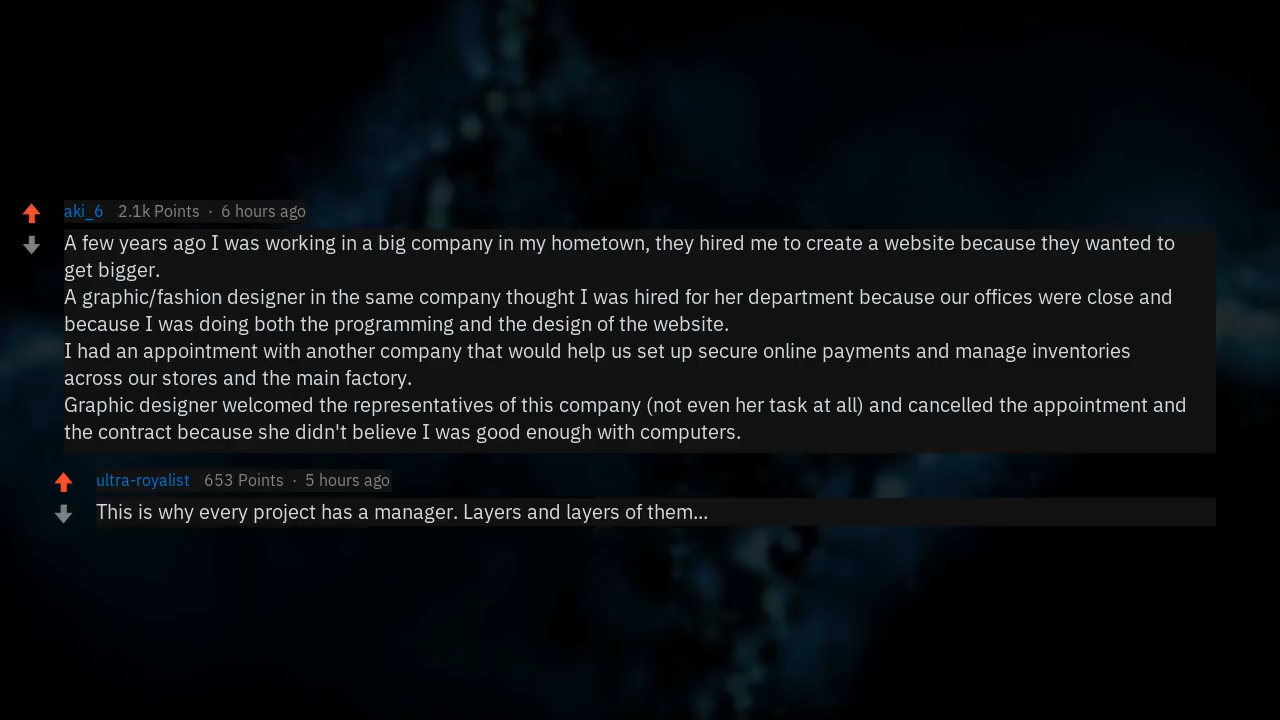 aki_6 2.1k Points · 6 hours ago
A few years ago I was working in a big company in my hometown, they hired me to create a website because they wanted to
get bigger.
A graphic/fashion designer in the same company thought I was hired for her department because our offices were close and
because I was doing both the programming and the design of the website.
I had an appointment with another company that would help us set up secure online payments and manage inventories
across our stores and the main factory.
Graphic designer welcomed the representatives of this company (not even her task at all) and cancelled the appointment and
the contract because she didn't believe I was good enough with computers.
ultra-royalist 653 Points · 5 hours ago
This is why every project has a manager. Layers and layers of them...